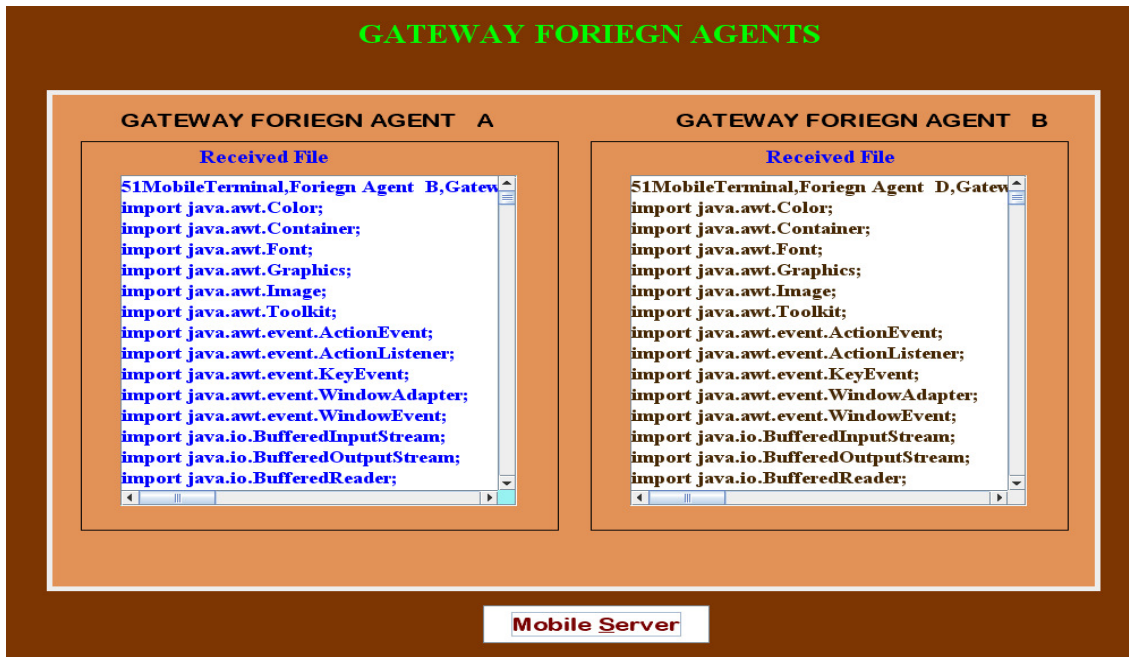 GATEWAY FORIEGN AGENTS
GATEWAY FORIEGN AGENT A
Received File
51MobileTerminal,Foriegn Agent B,Gatew
import java.awt.Color;
import java.awt.Container;
import java.awt.Font;
import java.awt.Graphics;
import java.awt.Image;
import java.awt.Toolkit;
import java.awt.event.ActionEvent;
import java.awt.event.ActionListener;
import java.awt.event.KeyEvent;
import java.awt.event.WindowAdapter;
import java.awt.event.WindowEvent;
import java.io.BufferedInputStream;
import java.io.BufferedOutputStream;
import java.io.BufferedReader;
GATEWAY FORIEGN AGENT B
Received File
51MobileTerminal,Foriegn Agent D,Gatew
import java.awt.Color;
import java.awt.Container;
import java.awt.Font;
import java.awt.Graphics;
import java.awt.Image;
import java.awt.Toolkit;
import java.awt.event.ActionEvent;
import java.awt.event.ActionListener;
import java.awt.event.KeyEvent;
import java.awt.event.WindowAdapter;
import java.awt.event.WindowEvent;
import java.io.BufferedInputStream;
import java.io.BufferedOutputStream;
import java.io.BufferedReader;
Mobile Server